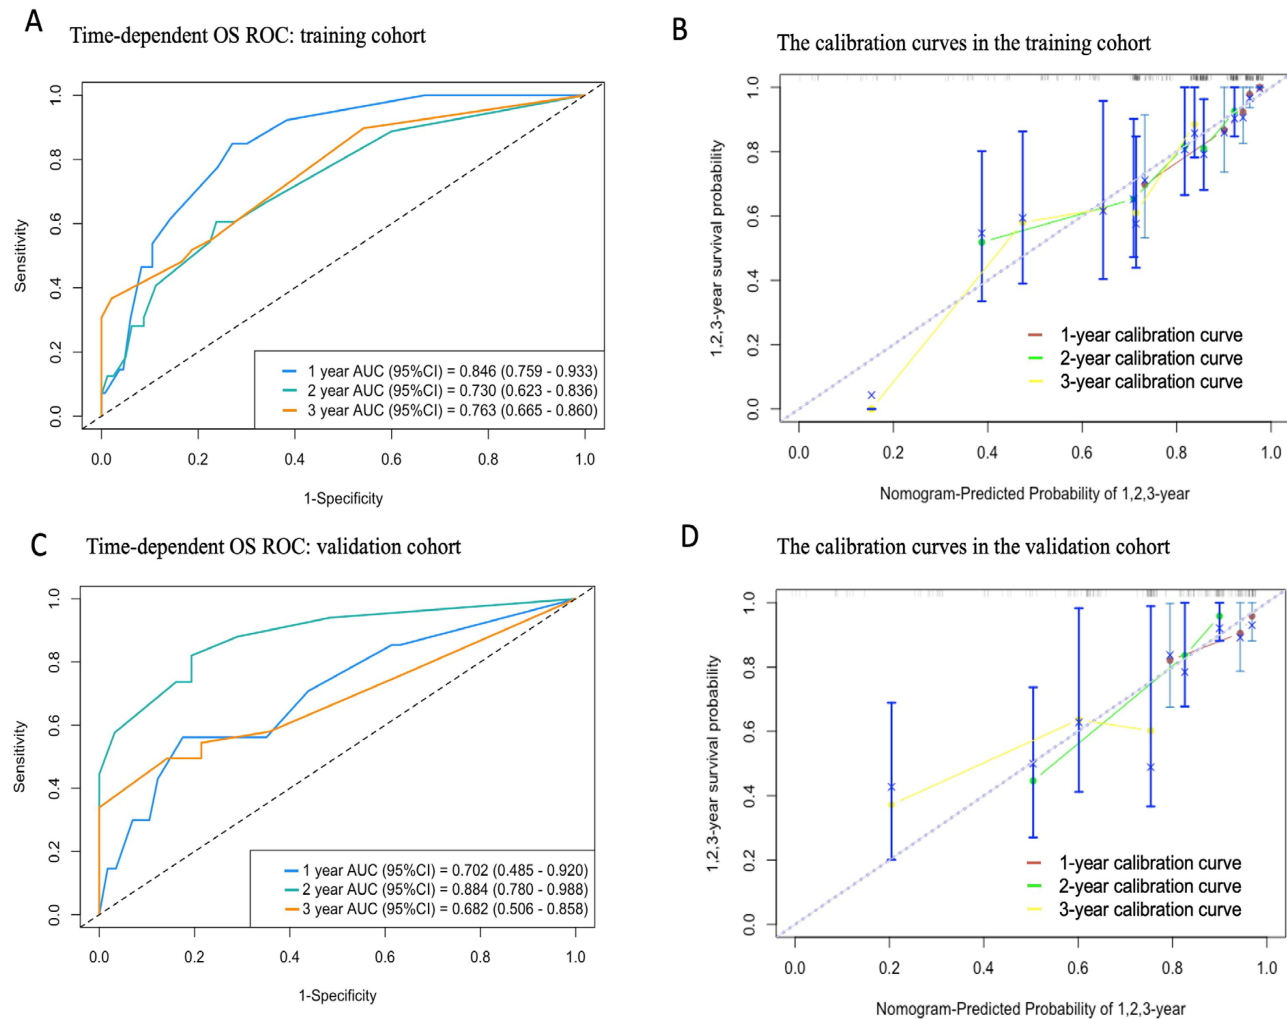 A
Time-dependent OS ROC: training cohort
1.0
0.8
0.6
0.4
0.2
0.0
Sensitivity
1 year AUC (95%CI) = 0.846 (0.759 - 0.933)
2 year AUC (95%CI) = 0.730 (0.623 - 0.836)
3 year AUC (95%CI) = 0.763 (0.665 - 0.860)
0.0 0.2 0.4 0.6 0.8 1.0
1-Specificity
B
The calibration curves in the training cohort
1.0
0.8
0.6
0.4
0.2
0.0
1,2,3-year survival probability
1-year calibration curve
2-year calibration curve
3-year calibration curve
0.0 0.2 0.4 0.6 0.8 1.0
Nomogram-Predicted Probability of 1,2,3-year
C
Time-dependent OS ROC: validation cohort
1.0
0.8
0.6
0.4
0.2
0.0
Sensitivity
1 year AUC (95%CI) = 0.702 (0.485 - 0.920)
2 year AUC (95%CI) = 0.884 (0.780 - 0.988)
3 year AUC (95%CI) = 0.682 (0.506 - 0.858)
0.0 0.2 0.4 0.6 0.8 1.0
1-Specificity
D
The calibration curves in the validation cohort
1.0
0.8
0.6
0.4
0.2
0.0
1,2,3-year survival probability
1-year calibration curve
2-year calibration curve
3-year calibration curve
0.0 0.2 0.4 0.6 0.8 1.0
Nomogram-Predicted Probability of 1,2,3-year